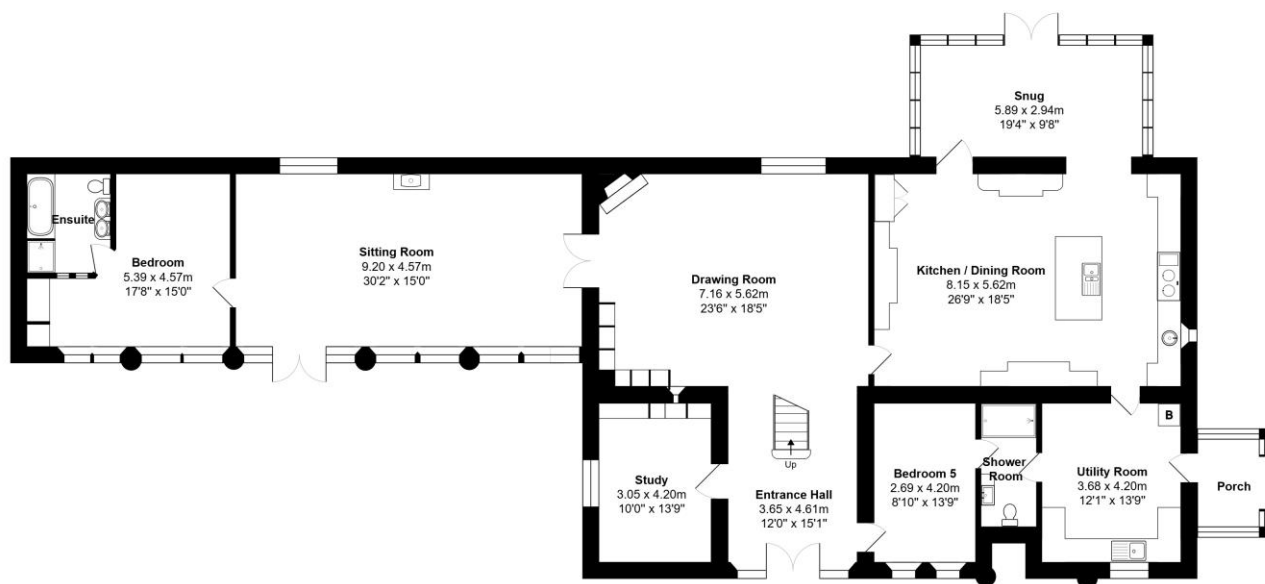 Snug
5.89 x 2.94m
19'4" x 9'8"
Ensuite
Bedroom
5.39 x 4.57m
17'8" x 15'0"
Sitting Room
9.20 x 4.57m
30'2" x 15'0"
Drawing Room
7.16 x 5.62m
23'6" x 18'5"
Kitchen / Dining Room
8.15 x 5.62m
26'9" x 18'5"
B
Up
Study
3.05 x 4.20m
10'0" x 13'9"
Entrance Hall
3.65 x 4.61m
12'0" x 15'1"
Bedroom 5
2.69 x 4.20m
8'10" x 13'9"
Shower
Room
Utility Room
3.68 x 4.20m
12'1" x 13'9"
Porch